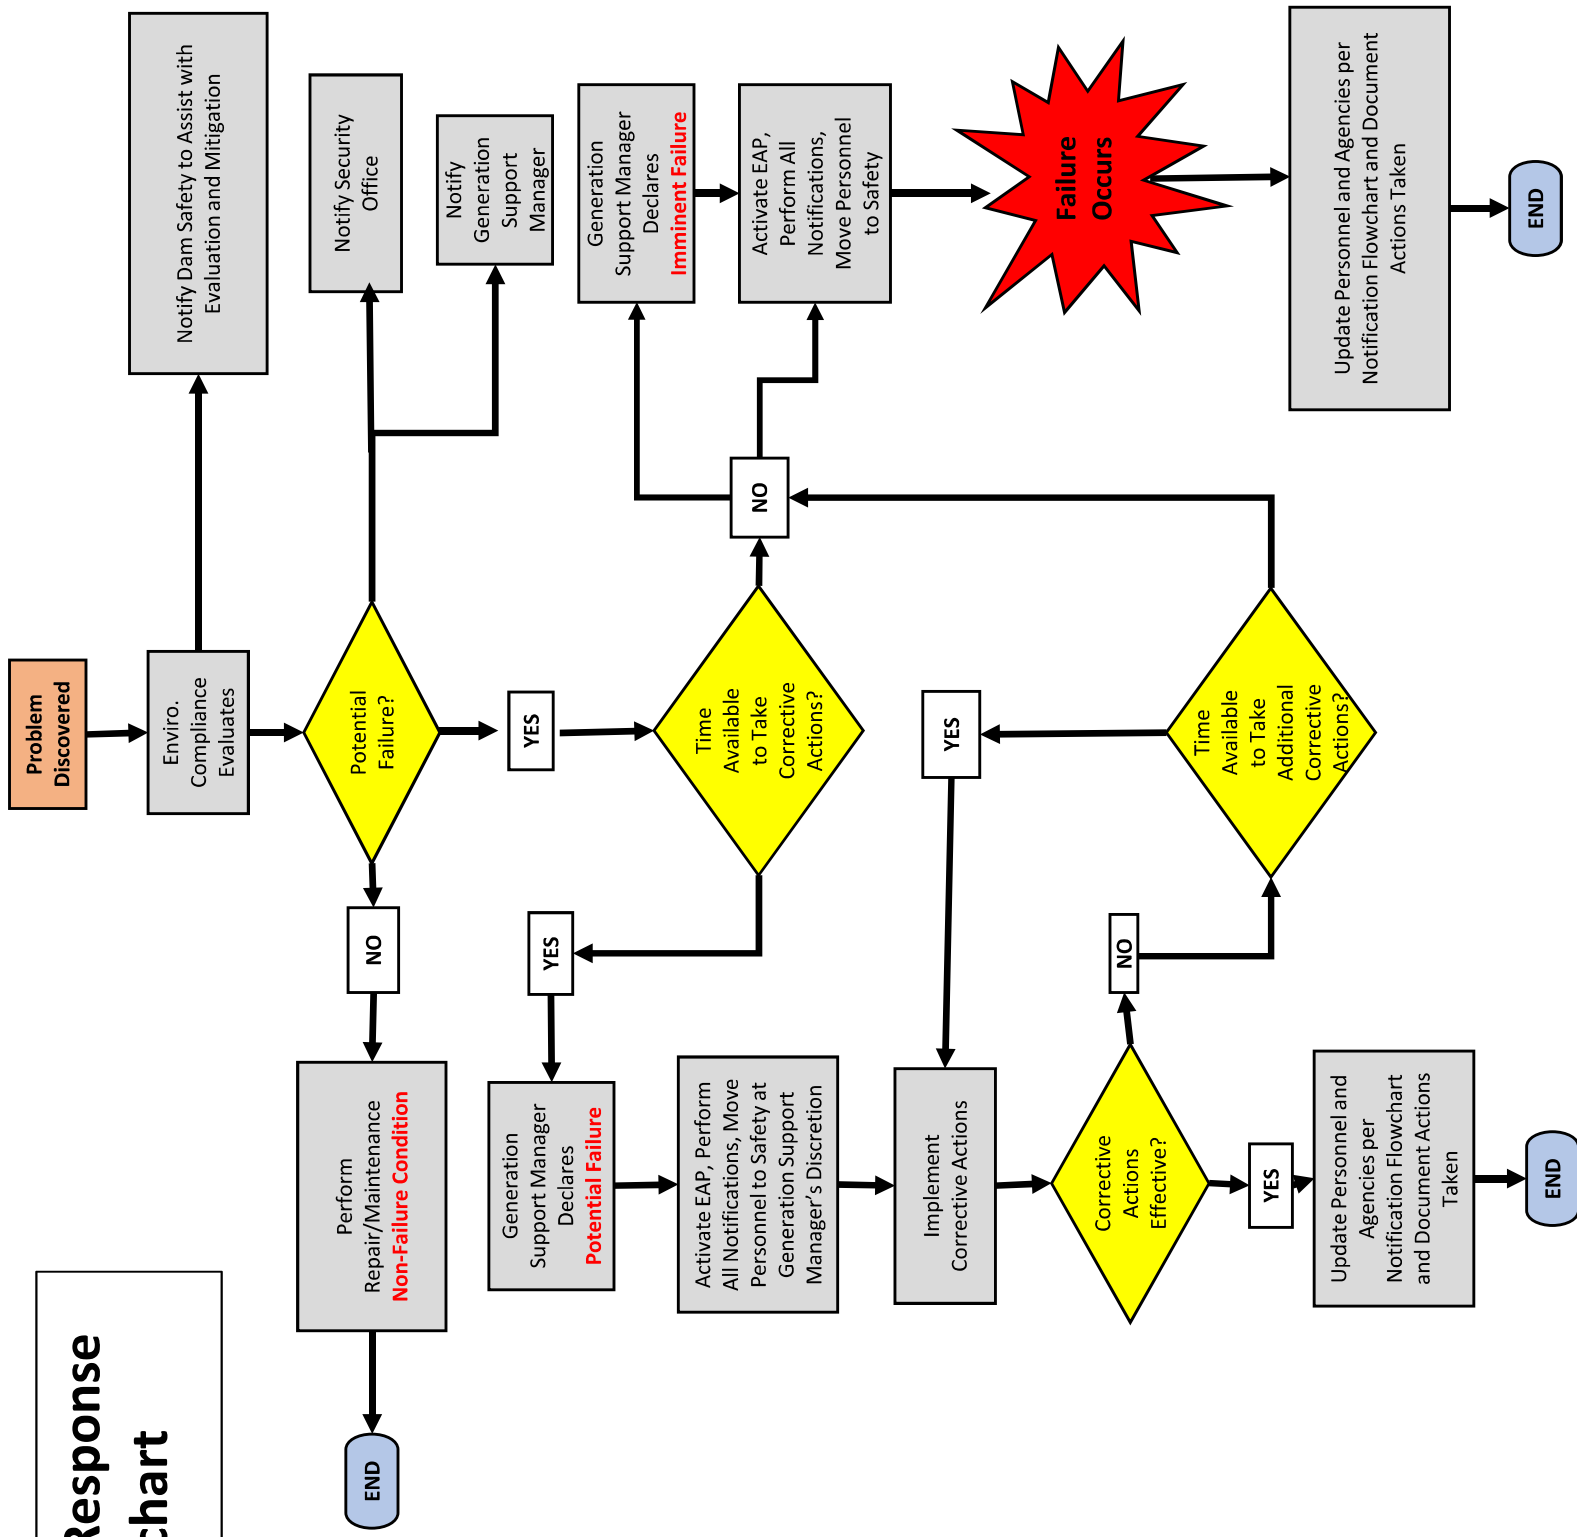 Response
chart
Problem
Discovered
Enviro.
Compliance
Evaluates
Notify Dam Safety to Assist with
Evaluation and Mitigation
Potential
Failure?
Notify Security
Office
Notify
Generation
Support
Manager
NO
Perform
Repair/Maintenance
Non-Failure Condition
END
YES
Time
Available
to Take
Corrective
Actions?
NO
Generation
Support Manager
Declares
Imminent Failure
Activate EAP,
Perform All
Notifications,
Move Personnel
to Safety
Failure
Occurs
Update Personnel and Agencies per
Notification Flowchart and Document
Actions Taken
END
YES
Generation
Support Manager
Declares
Potential Failure
Activate EAP, Perform
All Notifications, Move
Personnel to Safety at
Generation Support
Manager’s Discretion
Implement
Corrective Actions
Corrective
Actions
Effective?
NO
Time
Available
to Take
Additional
Corrective
Actions?
YES
YES
Update Personnel and
Agencies per
Notification Flowchart
and Document Actions
Taken
END